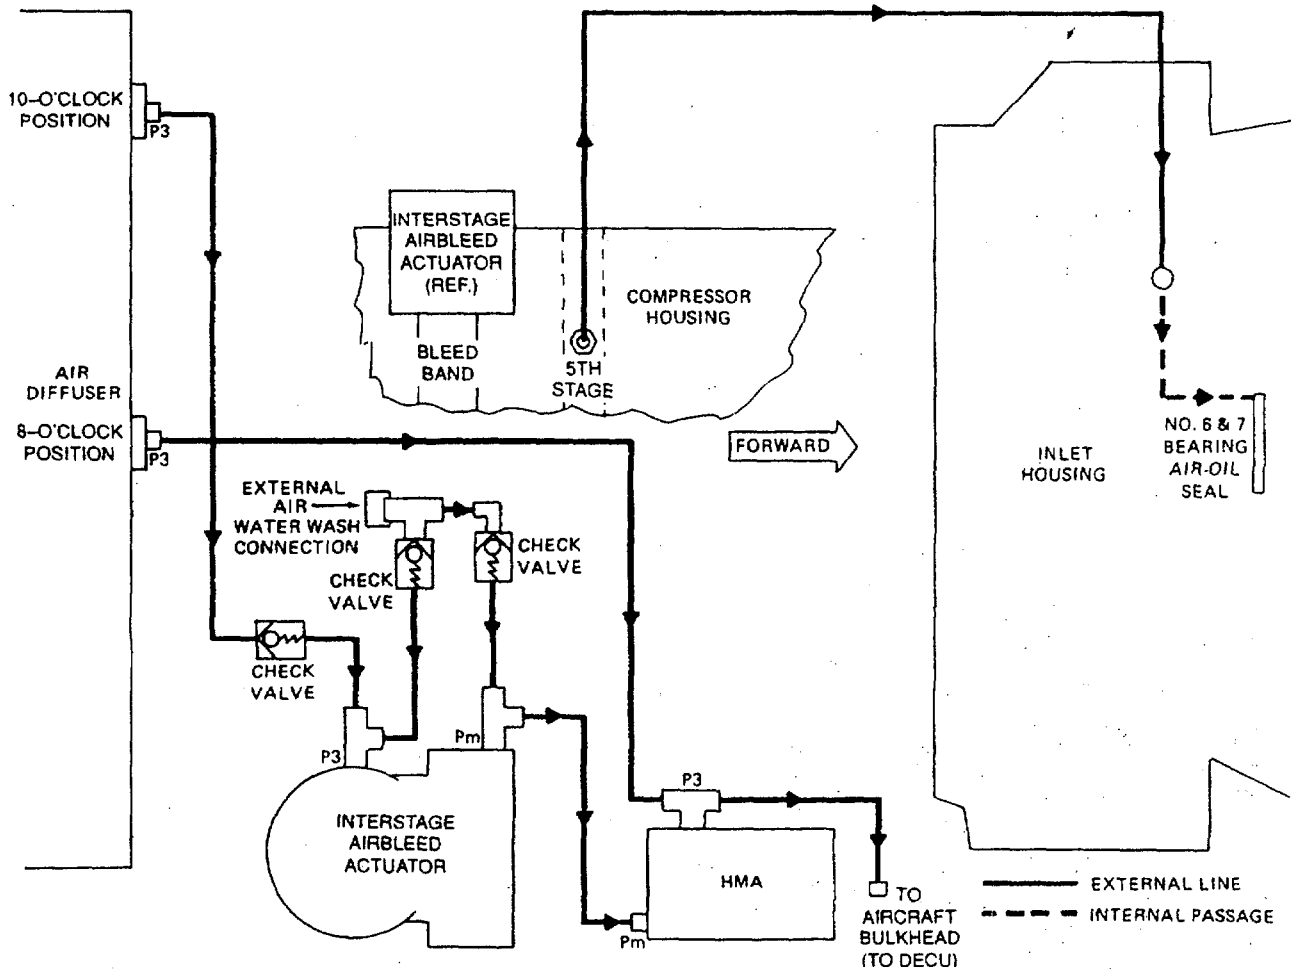 10-O'CLOCK
POSITION
P3
INTERSTAGE
AIRBLEED
ACTUATOR
(REF.)
COMPRESSOR
HOUSING
BLEED
BAND
5TH
STAGE
AIR
DIFFUSER
8-O'CLOCK
POSITION
P3
FORWARD
INLET
HOUSING
NO. 6 & 7
BEARING
AIR-OIL
SEAL
EXTERNAL
AIR
WATER WASH
CONNECTION
CHECK
VALVE
CHECK
VALVE
CHECK
VALVE
P3
Pm
INTERSTAGE
AIRBLEED
ACTUATOR
P3
HMA
Pm
TO
AIRCRAFT
BULKHEAD
(TO DECU)
EXTERNAL LINE
INTERNAL PASSAGE